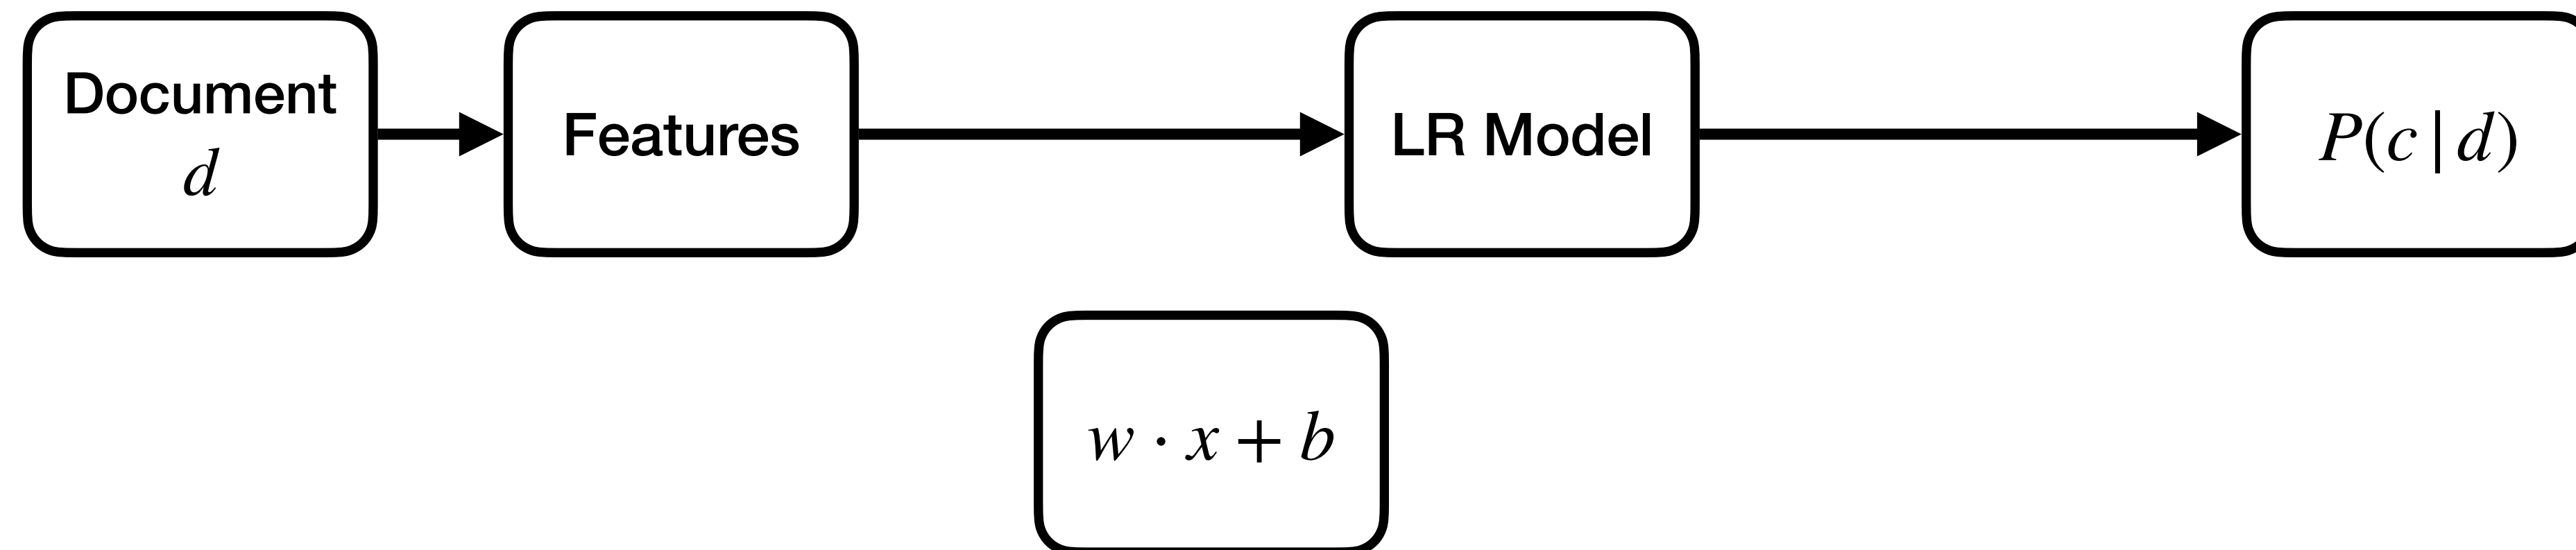 Document
d
Features
LR Model
P(c | d)
w · x + b